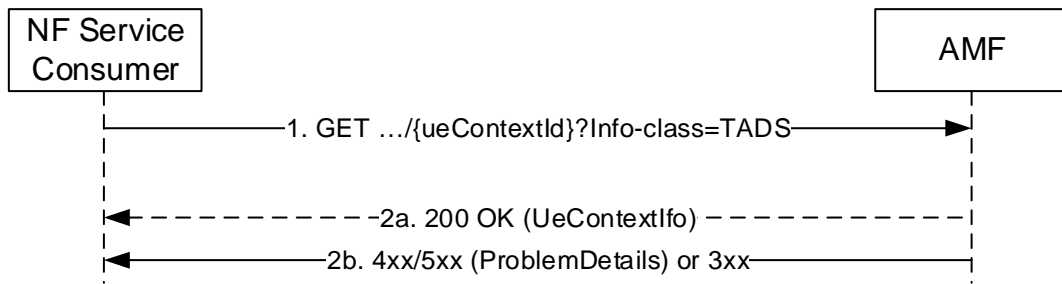 NF Service
Consumer
AMF
1. GET …/{ueContextId}?Info-class=TADS
2a. 200 OK (UeContextIfo)
2b. 4xx/5xx (ProblemDetails) or 3xx